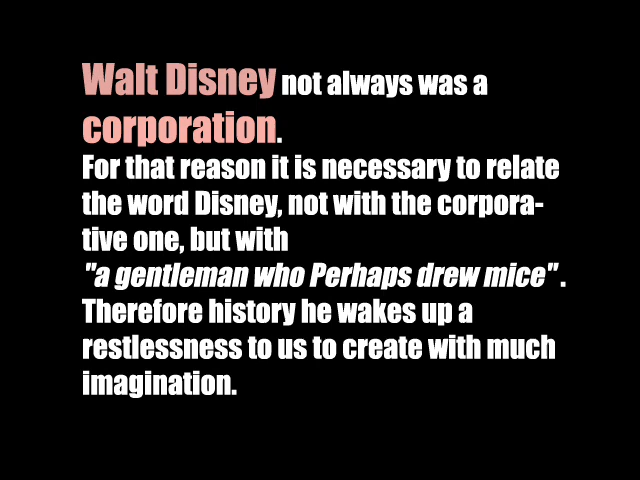 Walt Disney not always was a
corporation.
For that reason it is necessary to relate
the word Disney, not with the corpora-
tive one, but with
"a gentleman who Perhaps drew mice" .
Therefore history he wakes up a
restlessness to us to create with much
imagination.